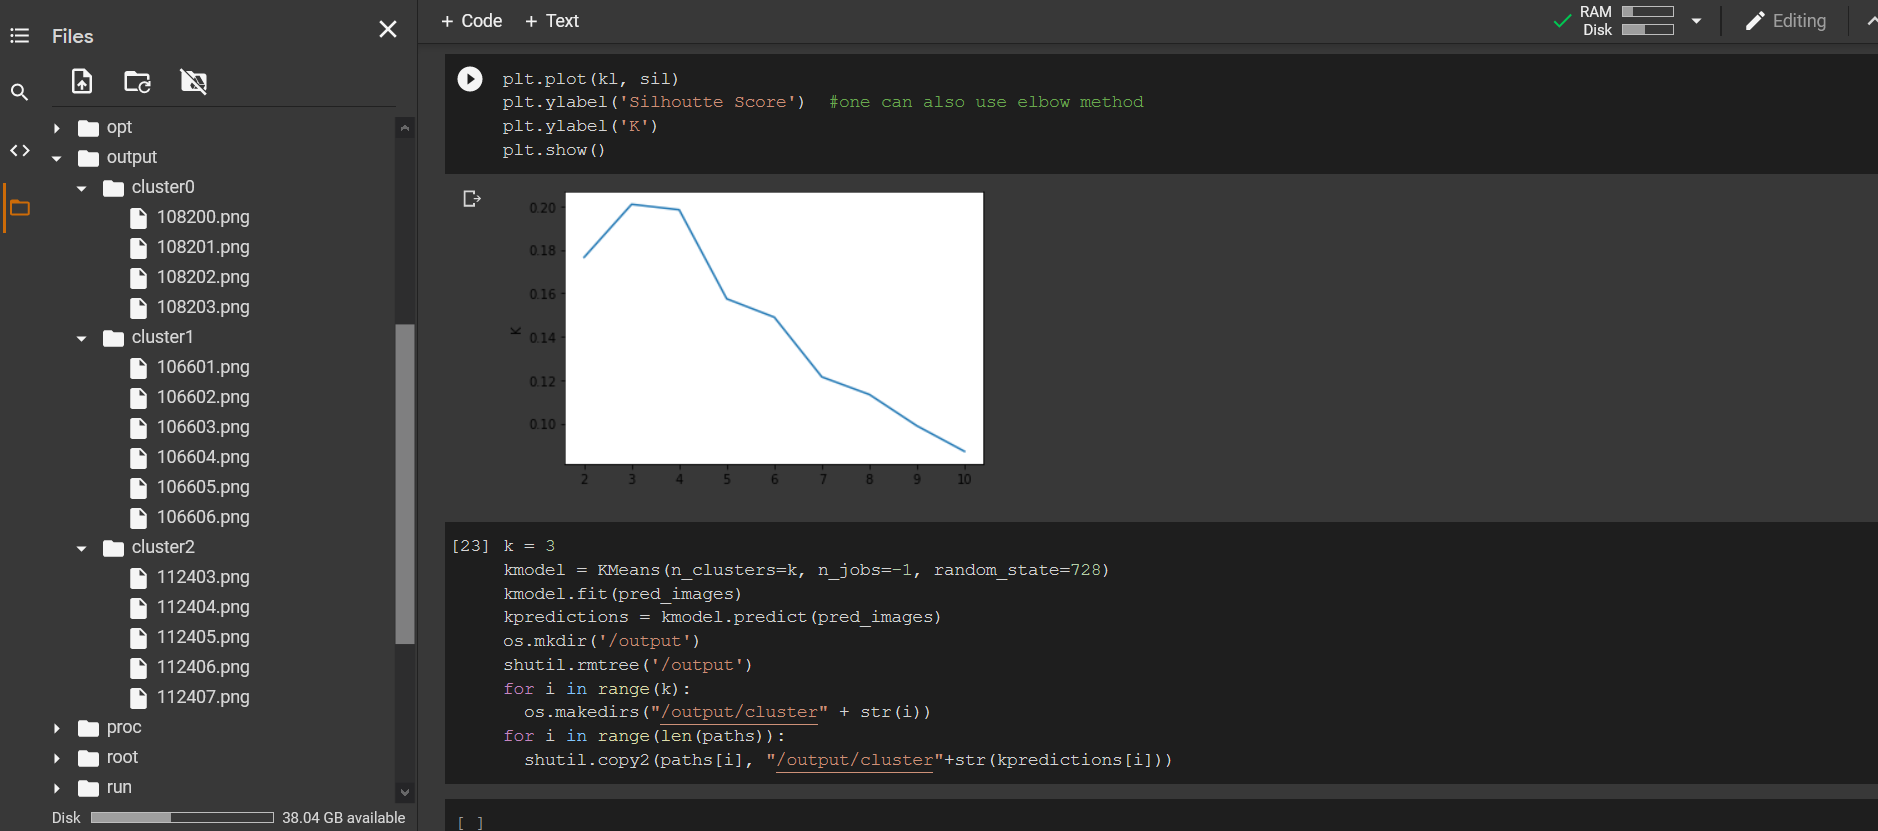 Files
opt
output
cluster0
108200.png
108201.png
108202.png
108203.png
cluster1
106601.png
106602.png
106603.png
106604.png
106605.png
106606.png
cluster2
112403.png
112404.png
112405.png
112406.png
112407.png
proc
root
run
Disk 38.04 GB available
+ Code + Text
RAM
Disk
Editing
plt.plot(kl, sil)
plt.ylabel('Silhoutte Score')  #one can also use elbow method
plt.ylabel('K')
plt.show()
0.20
0.18
0.16
0.14
0.12
0.10
K
2 3 4 5 6 7 8 9 10
[23] k = 3
kmodel = KMeans(n_clusters=k, n_jobs=-1, random_state=728)
kmodel.fit(pred_images)
kpredictions = kmodel.predict(pred_images)
os.mkdir('/output')
shutil.rmtree('/output')
for i in range(k):
  os.makedirs("/output/cluster" + str(i))
for i in range(len(paths)):
  shutil.copy2(paths[i], "/output/cluster"+str(kpredictions[i]))
[ ]